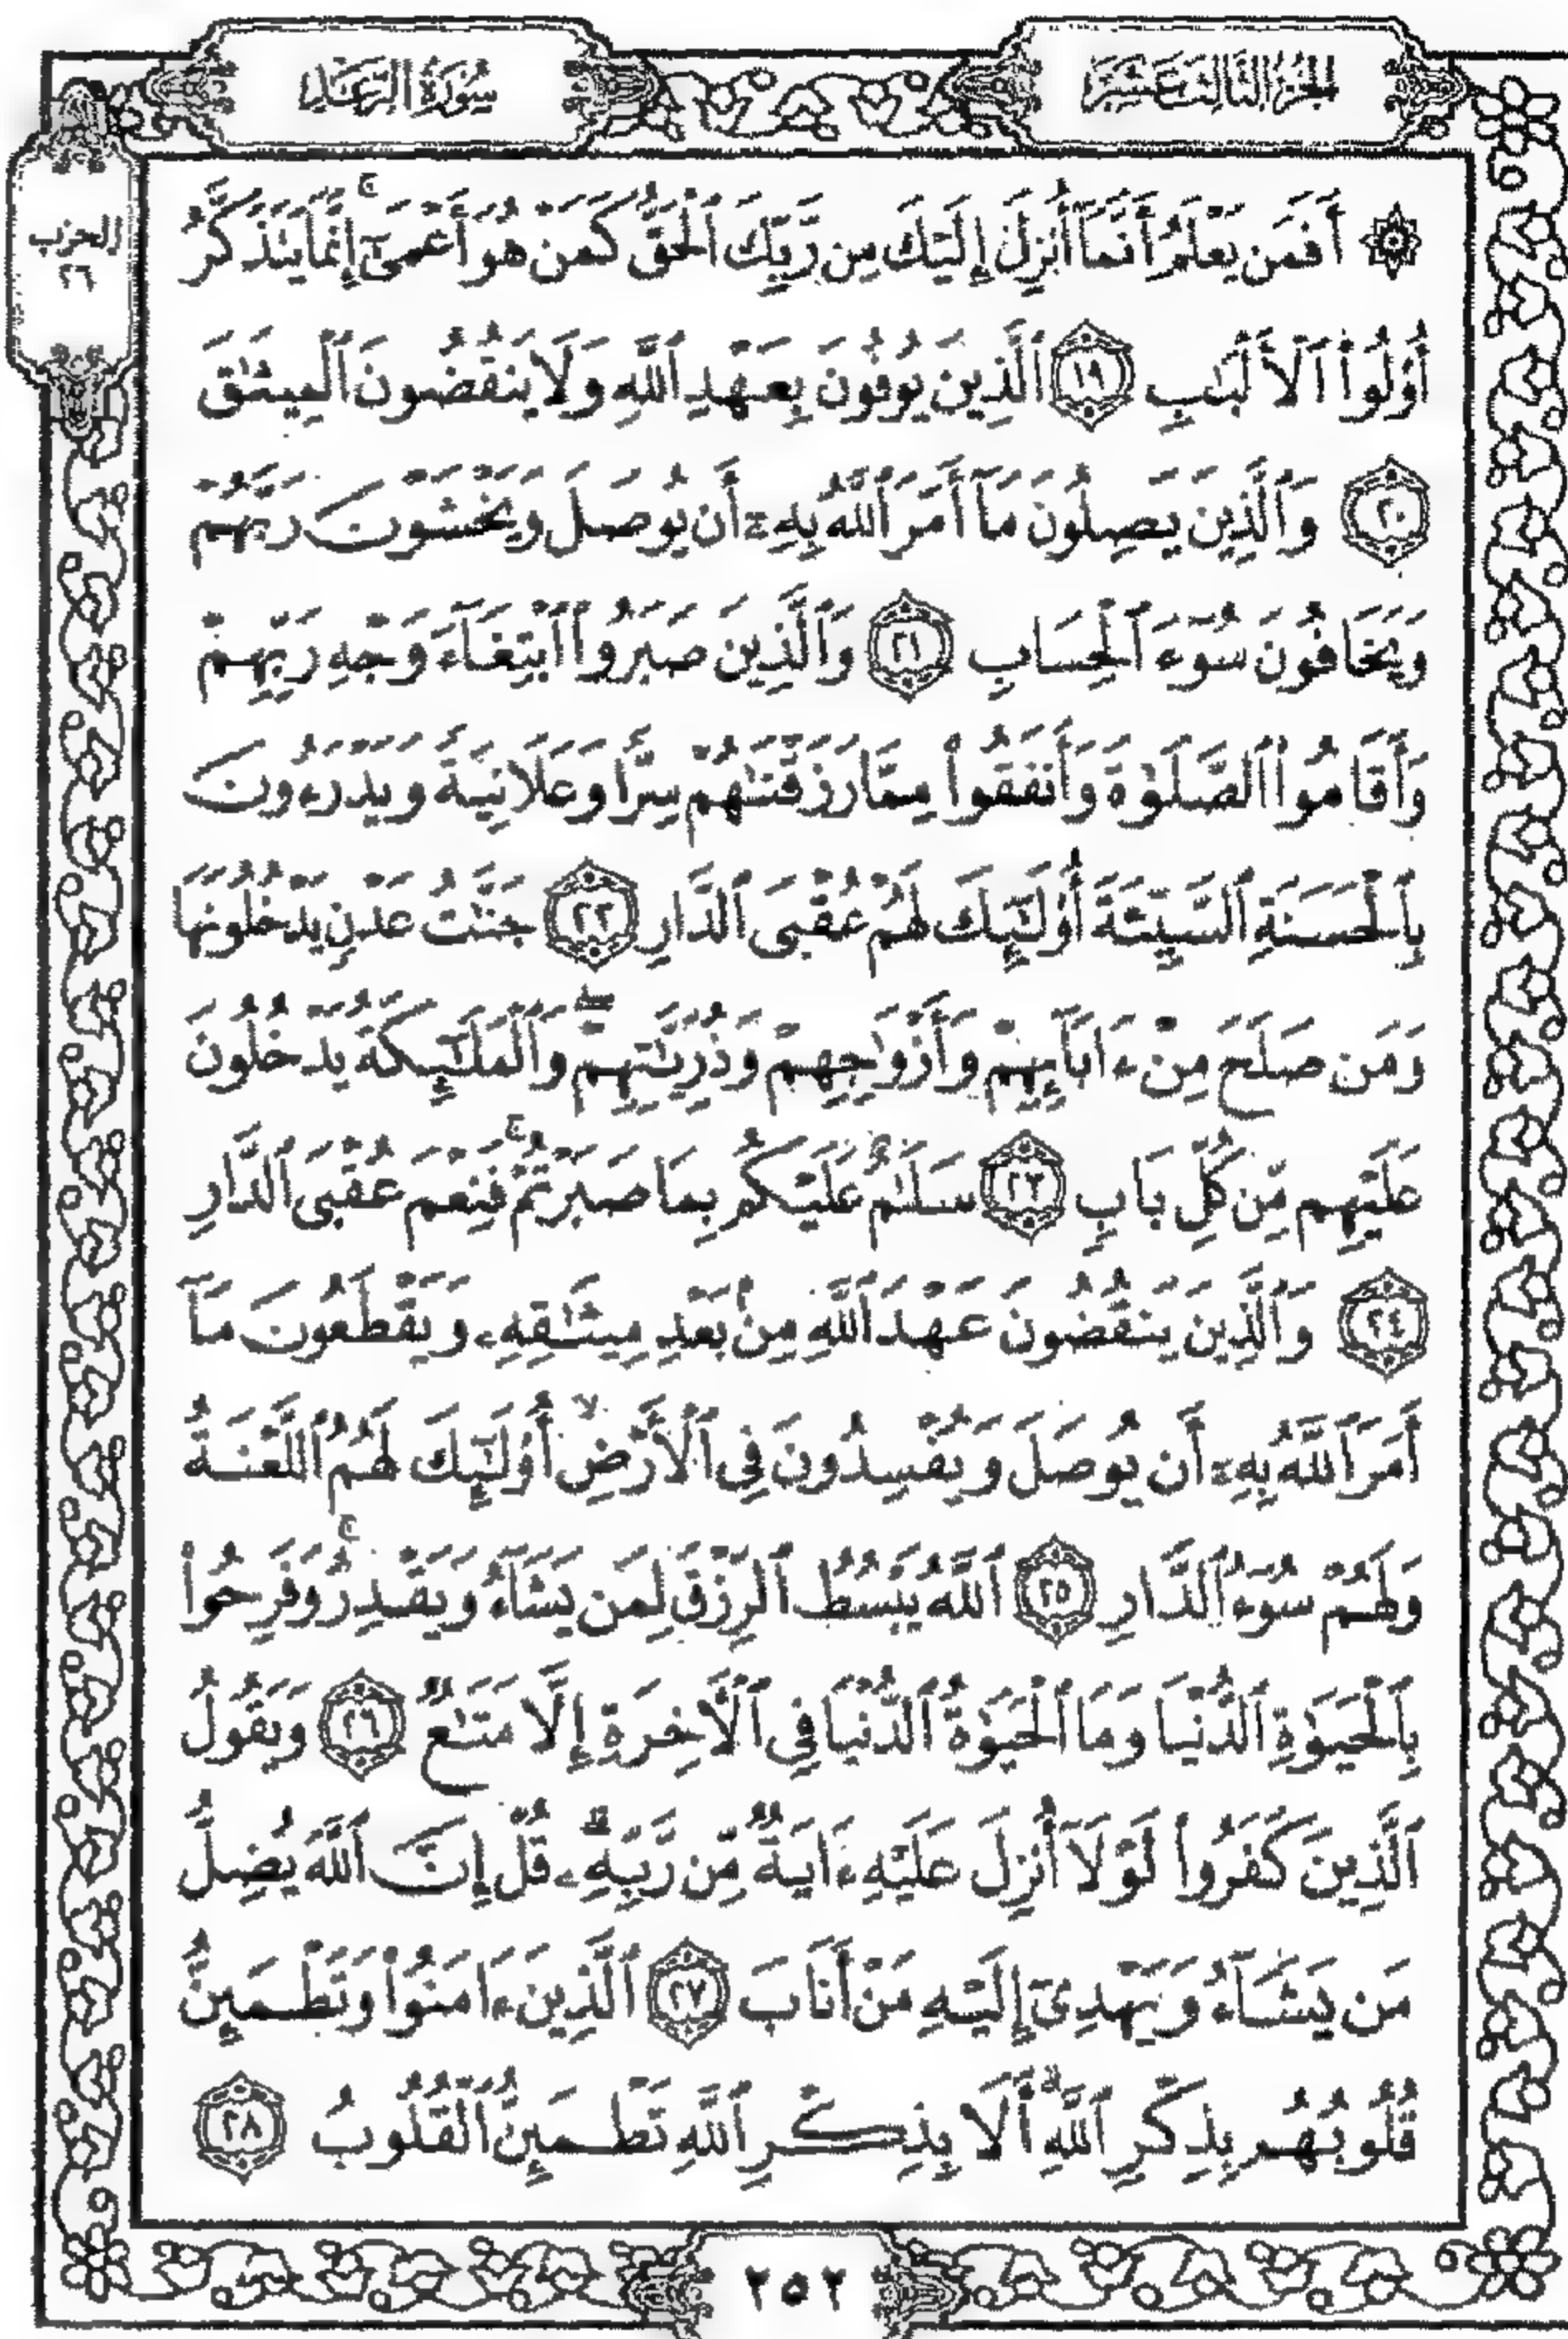 سُورَةُ الرَّعْدِ
الجُزْءُ الثَّالِثَ عَشَرَ
الحزب
٢٦
۞ أَفَمَن يَعْلَمُ أَنَّمَآ أُنزِلَ إِلَيْكَ مِن رَّبِّكَ ٱلْحَقُّ كَمَنْ هُوَ أَعْمَىٰٓ ۚ إِنَّمَا يَتَذَكَّرُ
أُو۟لُوا۟ ٱلْأَلْبَـٰبِ ١٩ ٱلَّذِينَ يُوفُونَ بِعَهْدِ ٱللَّهِ وَلَا يَنقُضُونَ ٱلْمِيثَـٰقَ
٢٠ وَٱلَّذِينَ يَصِلُونَ مَآ أَمَرَ ٱللَّهُ بِهِۦٓ أَن يُوصَلَ وَيَخْشَوْنَ رَبَّهُمْ
وَيَخَافُونَ سُوٓءَ ٱلْحِسَابِ ٢١ وَٱلَّذِينَ صَبَرُوا۟ ٱبْتِغَآءَ وَجْهِ رَبِّهِمْ
وَأَقَامُوا۟ ٱلصَّلَوٰةَ وَأَنفَقُوا۟ مِمَّا رَزَقْنَـٰهُمْ سِرًّا وَعَلَانِيَةً وَيَدْرَءُونَ
بِٱلْحَسَنَةِ ٱلسَّيِّئَةَ أُو۟لَـٰٓئِكَ لَهُمْ عُقْبَى ٱلدَّارِ ٢٢ جَنَّـٰتُ عَدْنٍ يَدْخُلُونَهَا
وَمَن صَلَحَ مِنْ ءَابَآئِهِمْ وَأَزْوَٰجِهِمْ وَذُرِّيَّـٰتِهِمْ ۖ وَٱلْمَلَـٰٓئِكَةُ يَدْخُلُونَ
عَلَيْهِم مِّن كُلِّ بَابٍ ٢٣ سَلَـٰمٌ عَلَيْكُم بِمَا صَبَرْتُمْ ۚ فَنِعْمَ عُقْبَى ٱلدَّارِ
٢٤ وَٱلَّذِينَ يَنقُضُونَ عَهْدَ ٱللَّهِ مِنۢ بَعْدِ مِيثَـٰقِهِۦ وَيَقْطَعُونَ مَآ
أَمَرَ ٱللَّهُ بِهِۦٓ أَن يُوصَلَ وَيُفْسِدُونَ فِى ٱلْأَرْضِ ۙ أُو۟لَـٰٓئِكَ لَهُمُ ٱللَّعْنَةُ
وَلَهُمْ سُوٓءُ ٱلدَّارِ ٢٥ ٱللَّهُ يَبْسُطُ ٱلرِّزْقَ لِمَن يَشَآءُ وَيَقْدِرُ ۚ وَفَرِحُوا۟
بِٱلْحَيَوٰةِ ٱلدُّنْيَا وَمَا ٱلْحَيَوٰةُ ٱلدُّنْيَا فِى ٱلْـَٔاخِرَةِ إِلَّا مَتَـٰعٌ ٢٦ وَيَقُولُ
ٱلَّذِينَ كَفَرُوا۟ لَوْلَآ أُنزِلَ عَلَيْهِ ءَايَةٌ مِّن رَّبِّهِۦ ۗ قُلْ إِنَّ ٱللَّهَ يُضِلُّ
مَن يَشَآءُ وَيَهْدِىٓ إِلَيْهِ مَنْ أَنَابَ ٢٧ ٱلَّذِينَ ءَامَنُوا۟ وَتَطْمَئِنُّ
قُلُوبُهُم بِذِكْرِ ٱللَّهِ ۗ أَلَا بِذِكْرِ ٱللَّهِ تَطْمَئِنُّ ٱلْقُلُوبُ ٢٨
٢٥٢